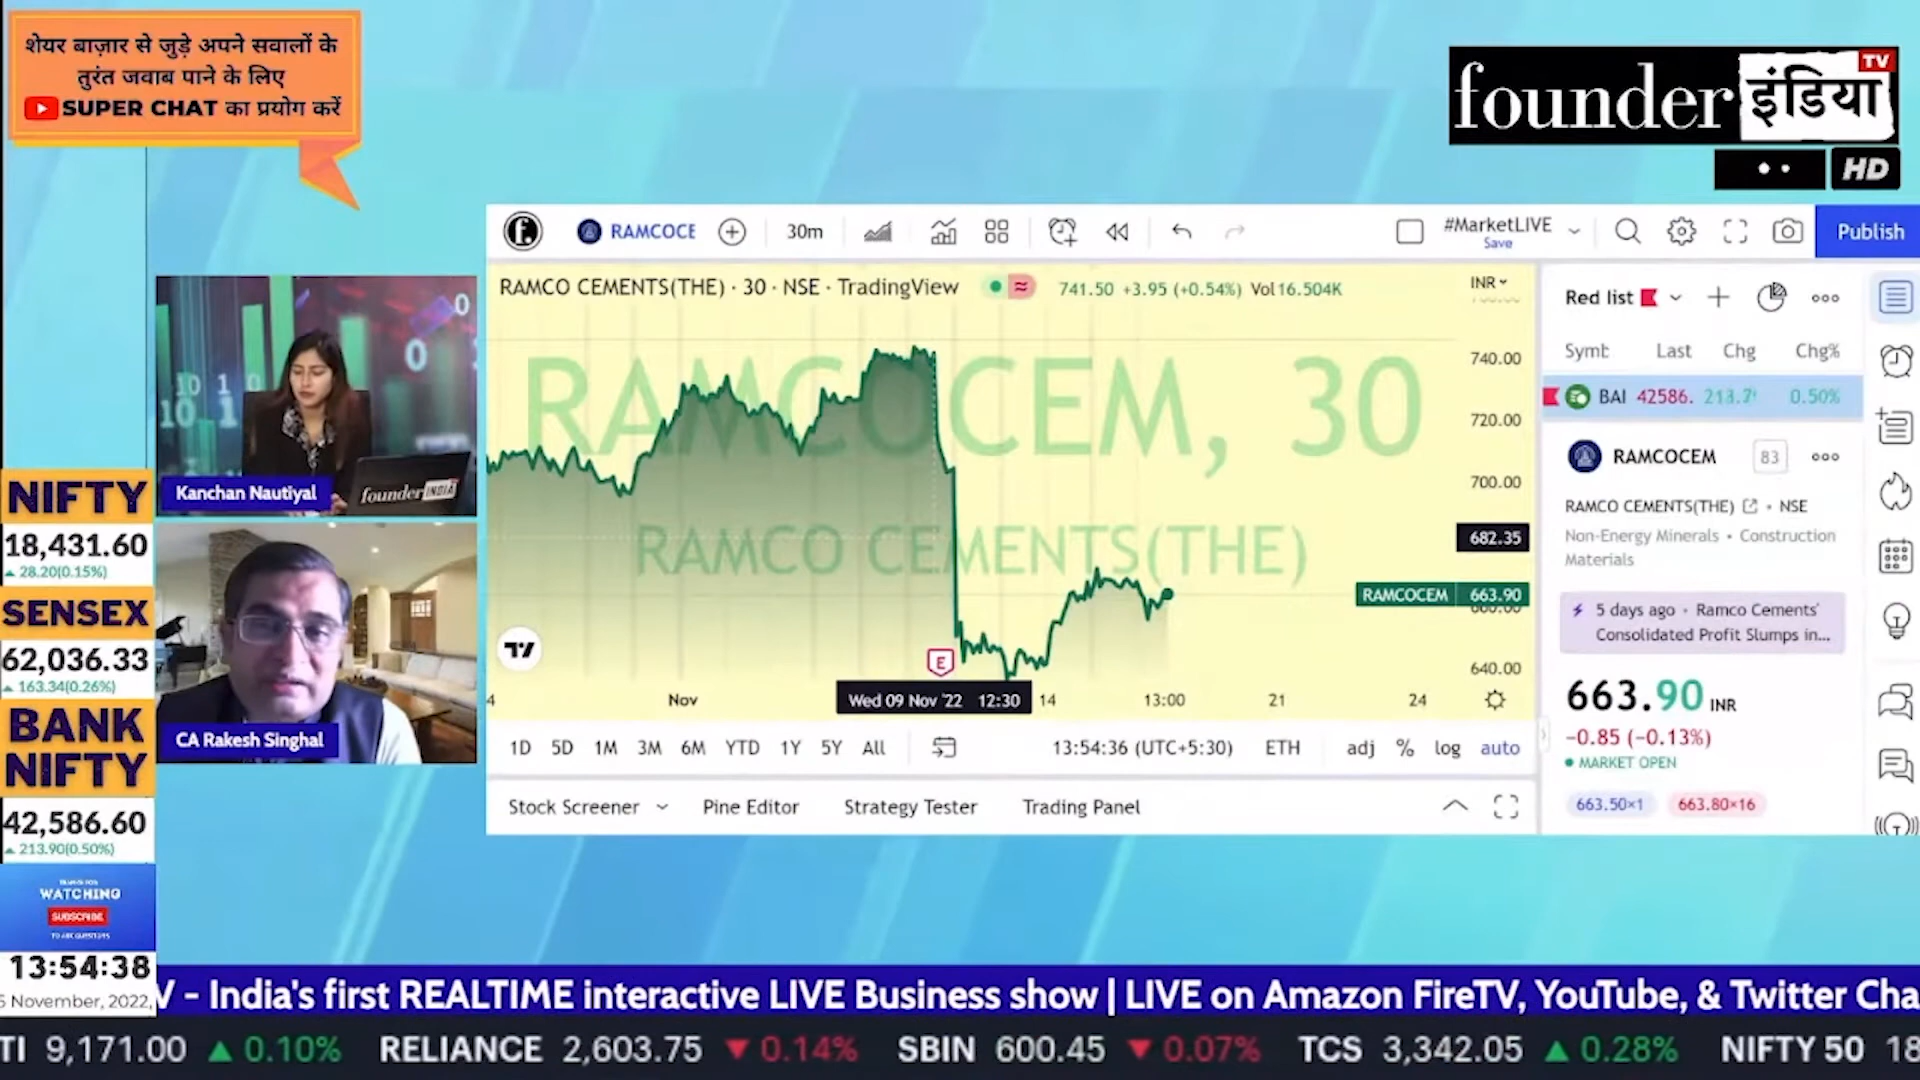 शेयर बाज़ार से जुड़े अपने सवालों के
तुरंत जवाब पाने के लिए
SUPER CHAT का प्रयोग करें
founder इंडिया TV
HD
RAMCOCE
30m
#MarketLIVE
Save
Publish
RAMCO CEMENTS(THE) · 30 · NSE · TradingView
741.50 +3.95 (+0.54%) Vol 16.504K
INR
RAMCOCEM, 30
RAMCO CEMENTS(THE)
740.00
720.00
700.00
682.35
RAMCOCEM 663.90
660.00
640.00
E
4
Nov
Wed 09 Nov '22 12:30
14
13:00
21
24
1D 5D 1M 3M 6M YTD 1Y 5Y All
13:54:36 (UTC+5:30)
ETH
adj % log auto
Stock Screener
Pine Editor
Strategy Tester
Trading Panel
Red list
Last Chg Chg%
BAI 42586. 213.7 0.50%
RAMCOCEM 83
RAMCO CEMENTS(THE) • NSE
Non-Energy Minerals • Construction
Materials
5 days ago • Ramco Cements'
Consolidated Profit Slumps in...
663.90 INR
−0.85 (−0.13%)
MARKET OPEN
663.50×1 663.80×16
Kanchan Nautiyal
founder INDIA
CA Rakesh Singhal
NIFTY
18,431.60
28.20(0.15%)
SENSEX
62,036.33
163.34(0.26%)
BANK
NIFTY
42,586.60
213.90(0.50%)
WATCHING
SUBSCRIBE
TO ASK QUESTIONS
13:54:38
5 November, 2022,
V - India's first REALTIME interactive LIVE Business show | LIVE on Amazon FireTV, YouTube, & Twitter Cha
TI 9,171.00 ▲ 0.10% RELIANCE 2,603.75 ▼ 0.14% SBIN 600.45 ▼ 0.07% TCS 3,342.05 ▲ 0.28% NIFTY 50 18